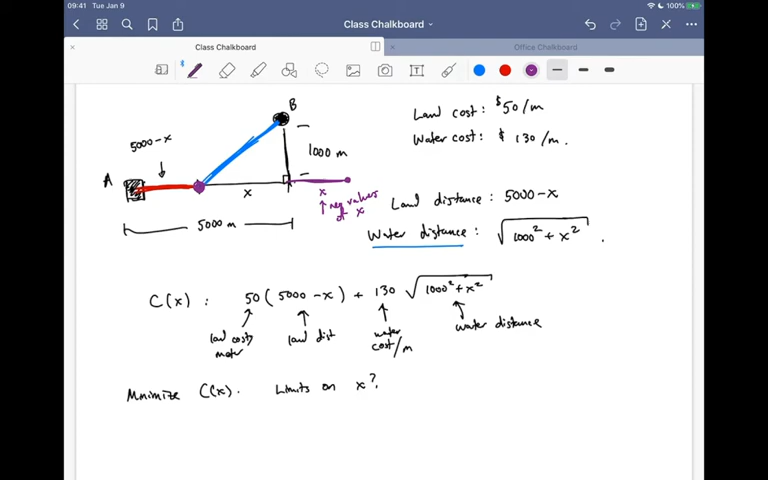 09:41 Tue Jan 9
100%
Class Chalkboard
Class Chalkboard
Office Chalkboard
B
5000-x
A
1000 m
x
x
neg values
of x
5000 m
Land cost: $50/m
Water cost: $ 130/m.
Land distance: 5000-x
Water distance: √(1000² + x²) .
C(x) : 50(5000-x) + 130 √(1000²+x²)
land cost/
meter
land dist
water
cost/m
water distance
Minimize C(x). Limits on x?